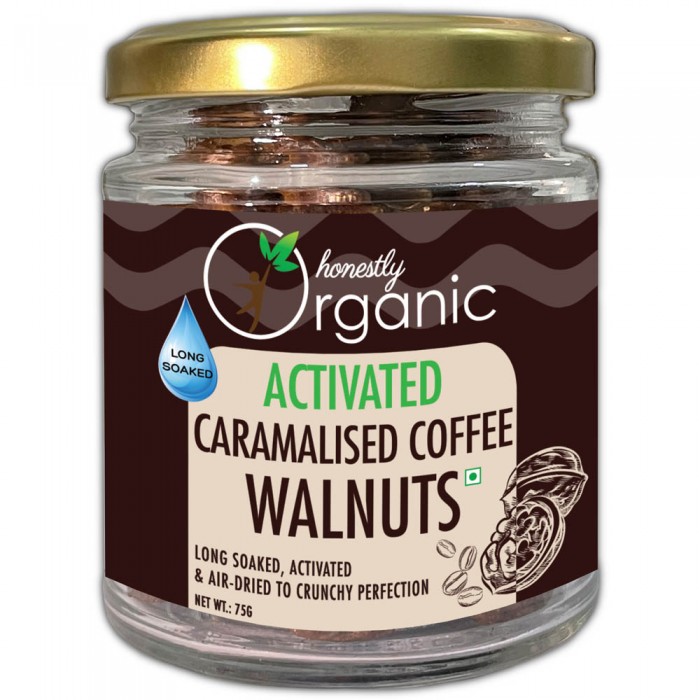 honestly
Organic
LONG
SOAKED
ACTIVATED
CARAMALISED COFFEE
WALNUTS
LONG SOAKED, ACTIVATED
& AIR-DRIED TO CRUNCHY PERFECTION
NET WT.: 75G